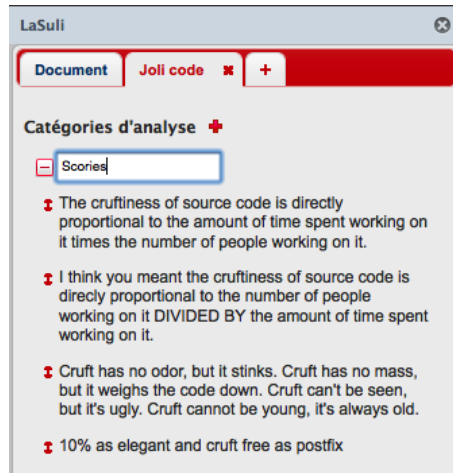 LaSuli
Document Joli code +
Catégories d'analyse +
Scories
The cruftiness of source code is directly
proportional to the amount of time spent working on
it times the number of people working on it.
I think you meant the cruftiness of source code is
direcly proportional to the number of people
working on it DIVIDED BY the amount of time spent
working on it.
Cruft has no odor, but it stinks. Cruft has no mass,
but it weighs the code down. Cruft can't be seen,
but it's ugly. Cruft cannot be young, it's always old.
10% as elegant and cruft free as postfix